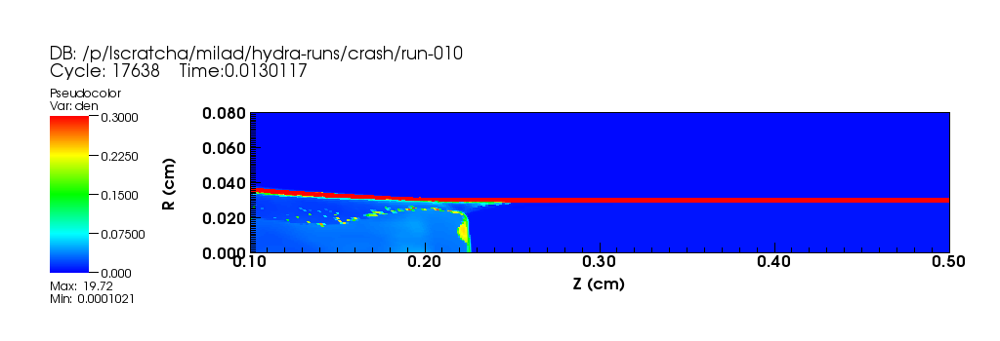 DB: /p/lscratcha/milad/hydra-runs/crash/run-010
Cycle: 17638 Time:0.0130117
Pseudocolor
Var: den
0.3000
0.2250
0.1500
0.07500
0.000
Max: 19.72
Min: 0.0001021
R (cm)
0.080
0.060
0.040
0.020
0.000
0.10 0.20 0.30 0.40 0.50
Z (cm)